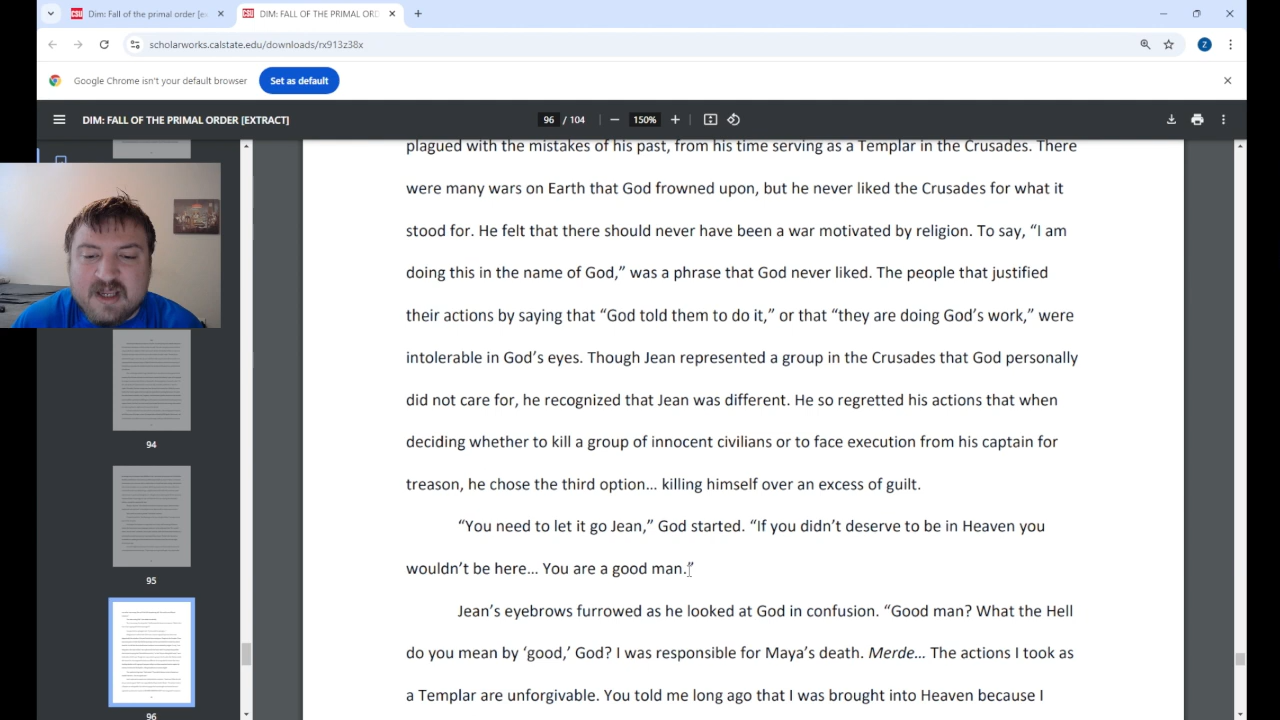 Dim: Fall of the primal order [ex
DIM: FALL OF THE PRIMAL ORD
scholarworks.calstate.edu/downloads/rx913z38x
Z
Google Chrome isn't your default browser
Set as default
DIM: FALL OF THE PRIMAL ORDER [EXTRACT]
96 / 104
150%
plagued with the mistakes of his past, from his time serving as a Templar in the Crusades. There
were many wars on Earth that God frowned upon, but he never liked the Crusades for what it
stood for. He felt that there should never have been a war motivated by religion. To say, “I am
doing this in the name of God,” was a phrase that God never liked. The people that justified
their actions by saying that “God told them to do it,” or that “they are doing God’s work,” were
intolerable in God’s eyes. Though Jean represented a group in the Crusades that God personally
did not care for, he recognized that Jean was different. He so regretted his actions that when
deciding whether to kill a group of innocent civilians or to face execution from his captain for
treason, he chose the third option… killing himself over an excess of guilt.
“You need to let it go Jean,” God started. “If you didn’t deserve to be in Heaven you
wouldn’t be here… You are a good man.”
Jean’s eyebrows furrowed as he looked at God in confusion. “Good man? What the Hell
do you mean by ‘good,’ God? I was responsible for Maya’s death. Merde… The actions I took as
a Templar are unforgivable. You told me long ago that I was brought into Heaven because I
94
95
96